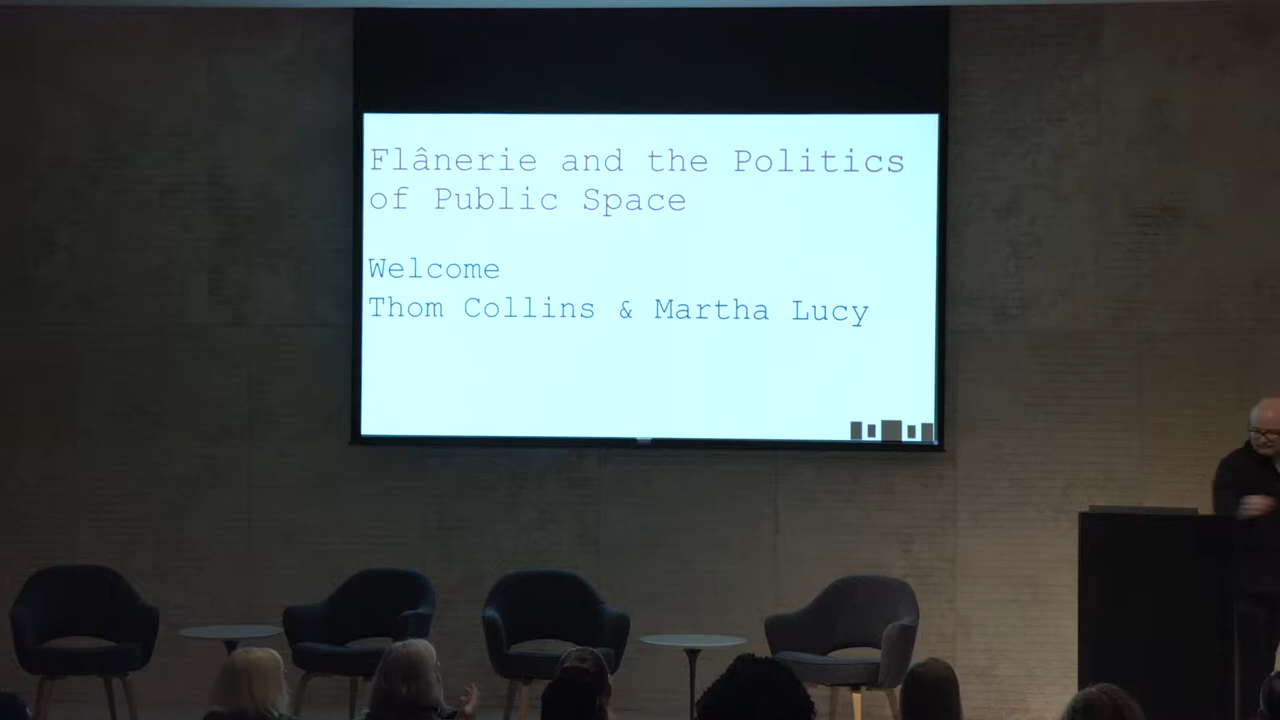 Flânerie and the Politics
of Public Space
Welcome
Thom Collins & Martha Lucy